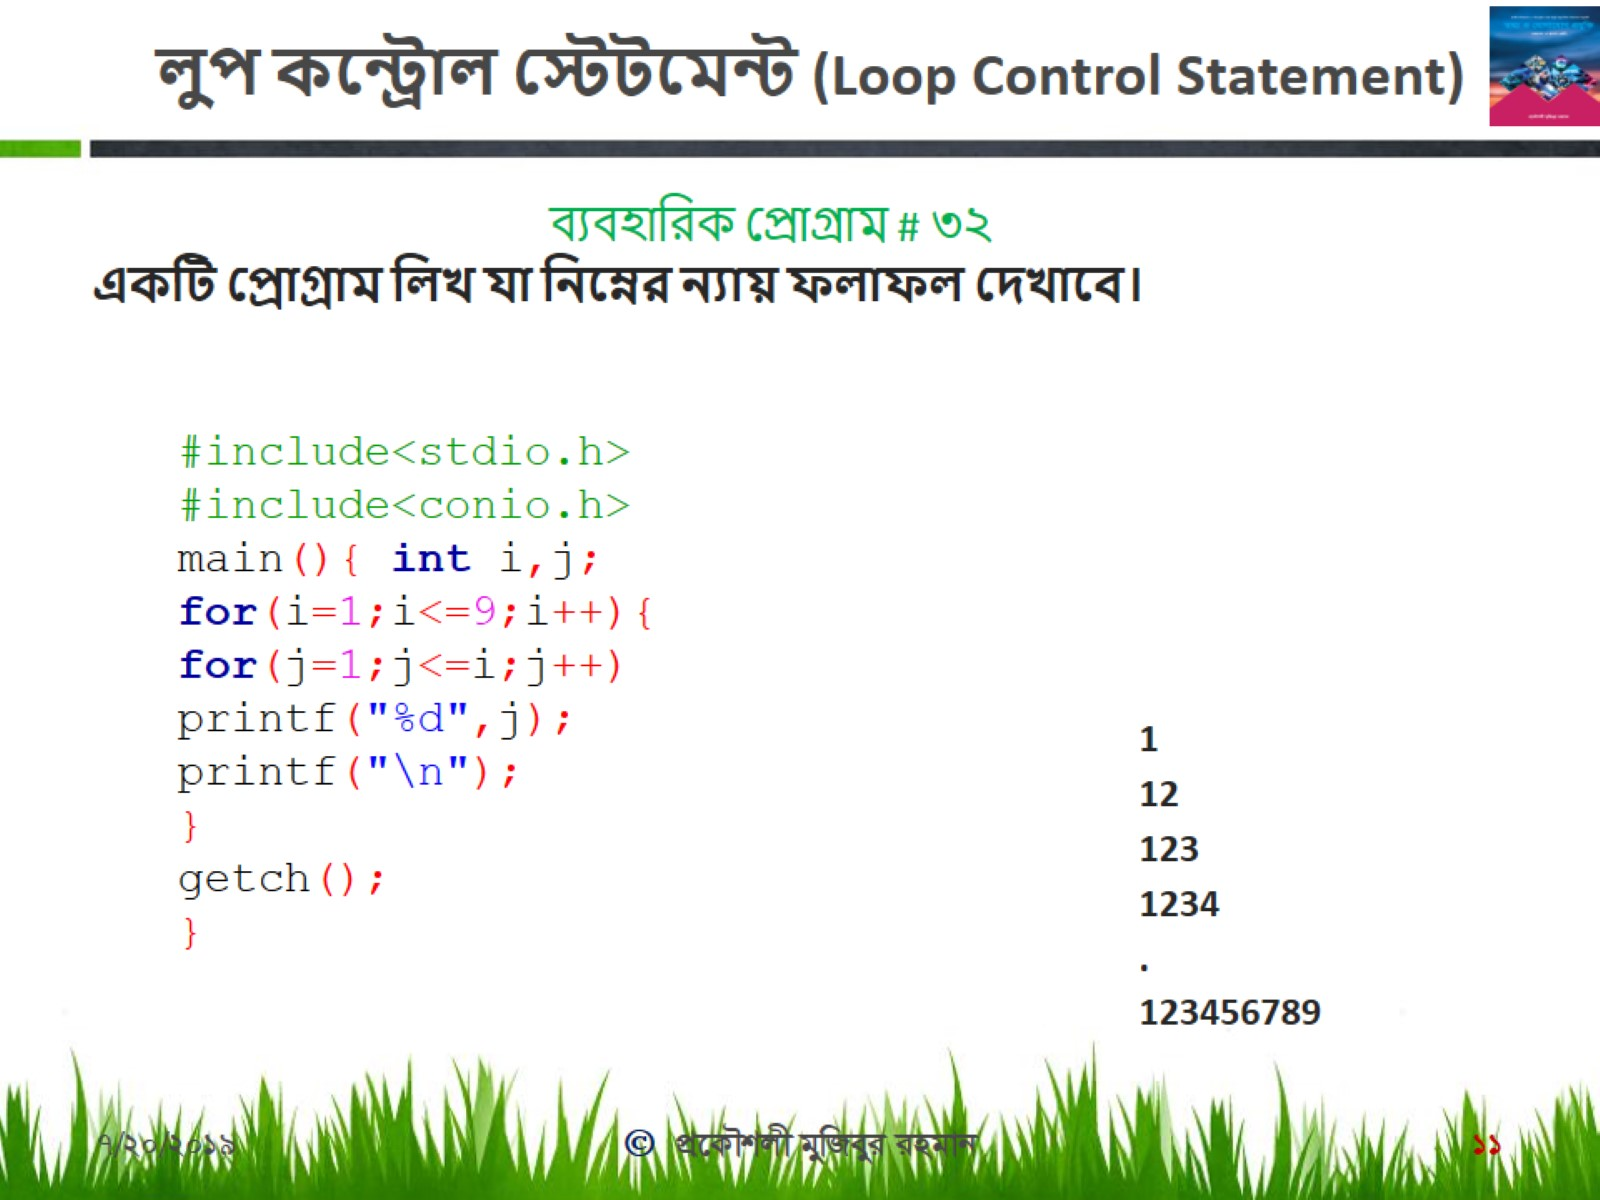 লুপ কন্ট্রোল স্টেটমেন্ট (Loop Control Statement)
ব্যবহারিক প্রোগ্রাম # ৩২
একটি প্রোগ্রাম লিখ যা নিম্নের ন্যায় ফলাফল দেখাবে।
#include<stdio.h>
#include<conio.h>
main(){ int i,j;
for(i=1;i<=9;i++){
for(j=1;j<=i;j++)
printf("%d",j);
printf("\n");
}
getch();
}
1
12
123
1234
.
123456789
৭/২০/২০১৯
© প্রকৌশলী মুজিবুর রহমান
১১